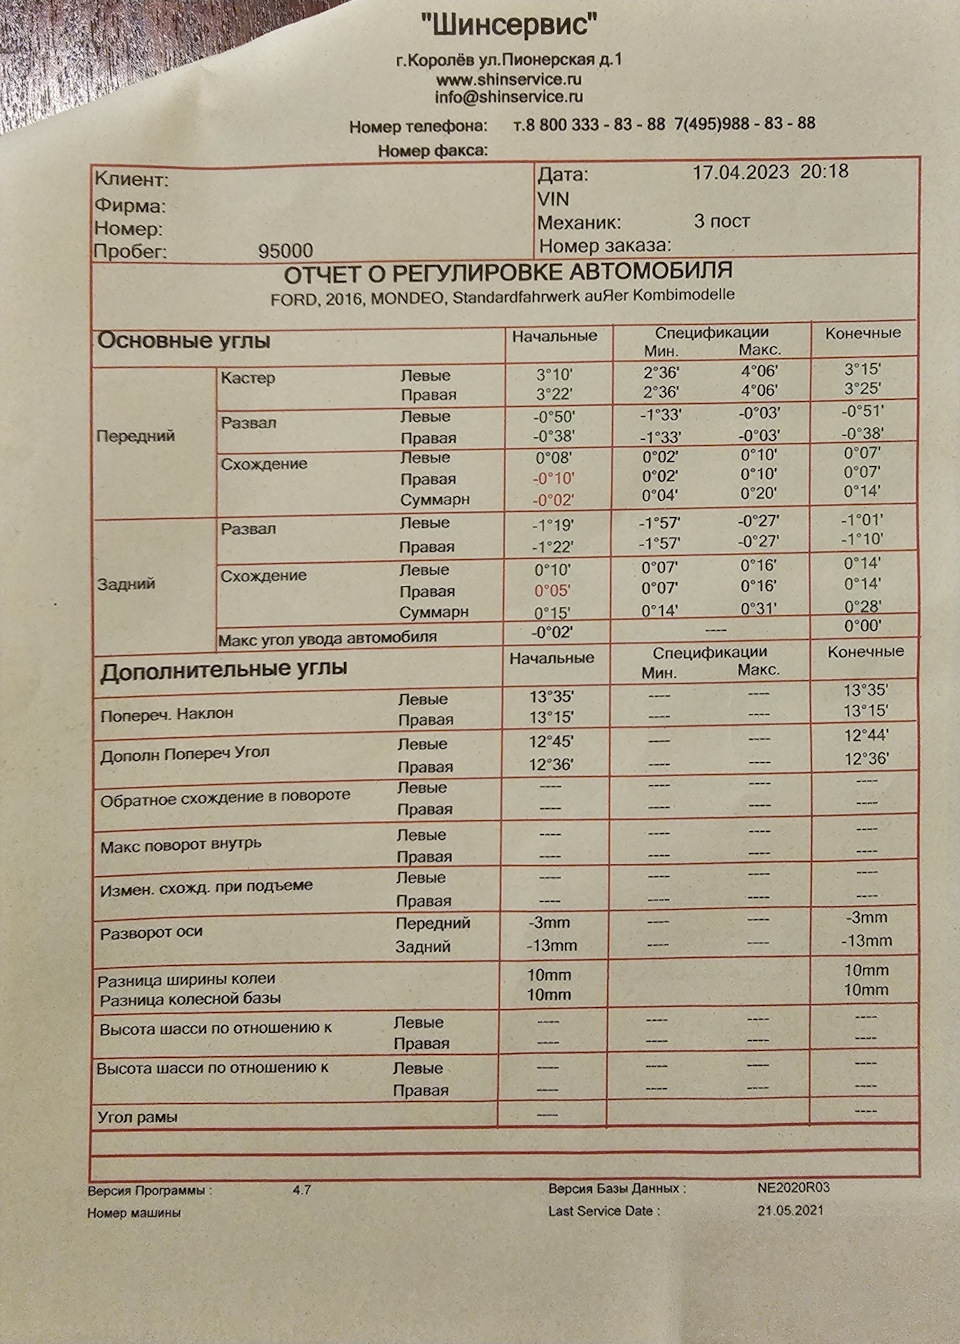 "Шинсервис"
г.Королёв ул.Пионерская д.1
www.shinservice.ru
info@shinservice.ru
Номер телефона: т.8 800 333 - 83 - 88 7(495)988 - 83 - 88
Номер факса:
Клиент: Дата: 17.04.2023 20:18
Фирма: VIN
Номер: Механик: 3 пост
Пробег: 95000 Номер заказа:
ОТЧЕТ О РЕГУЛИРОВКЕ АВТОМОБИЛЯ
FORD, 2016, MONDEO, Standardfahrwerk auЯer Kombimodelle
Основные углы Начальные Спецификации Конечные
Мин. Макс.
Кастер Левые 3°10' 2°36' 4°06' 3°15'
Правая 3°22' 2°36' 4°06' 3°25'
Развал Левые -0°50' -1°33' -0°03' -0°51'
Передний Правая -0°38' -1°33' -0°03' -0°38'
Схождение Левые 0°08' 0°02' 0°10' 0°07'
Правая -0°10' 0°02' 0°10' 0°07'
Суммарн -0°02' 0°04' 0°20' 0°14'
Развал Левые -1°19' -1°57' -0°27' -1°01'
Правая -1°22' -1°57' -0°27' -1°10'
Схождение Левые 0°10' 0°07' 0°16' 0°14'
Задний Правая 0°05' 0°07' 0°16' 0°14'
Суммарн 0°15' 0°14' 0°31' 0°28'
Макс угол увода автомобиля -0°02' ---- 0°00'
Дополнительные углы Начальные Спецификации Конечные
Мин. Макс.
Попереч. Наклон Левые 13°35' ---- ---- 13°35'
Правая 13°15' ---- ---- 13°15'
Дополн Попереч Угол Левые 12°45' ---- ---- 12°44'
Правая 12°36' ---- ---- 12°36'
Обратное схождение в повороте Левые ---- ---- ---- ----
Правая ---- ---- ---- ----
Макс поворот внутрь Левые ---- ---- ---- ----
Правая ---- ---- ---- ----
Измен. схожд. при подъеме Левые ---- ---- ---- ----
Правая ---- ---- ---- ----
Разворот оси Передний -3mm ---- ---- -3mm
Задний -13mm ---- ---- -13mm
Разница ширины колеи 10mm 10mm
Разница колесной базы 10mm 10mm
Высота шасси по отношению к Левые ---- ---- ---- ----
Правая ---- ---- ---- ----
Высота шасси по отношению к Левые ---- ---- ---- ----
Правая ---- ---- ---- ----
Угол рамы ---- ----
Версия Программы : 4.7 Версия Базы Данных : NE2020R03
Номер машины Last Service Date : 21.05.2021